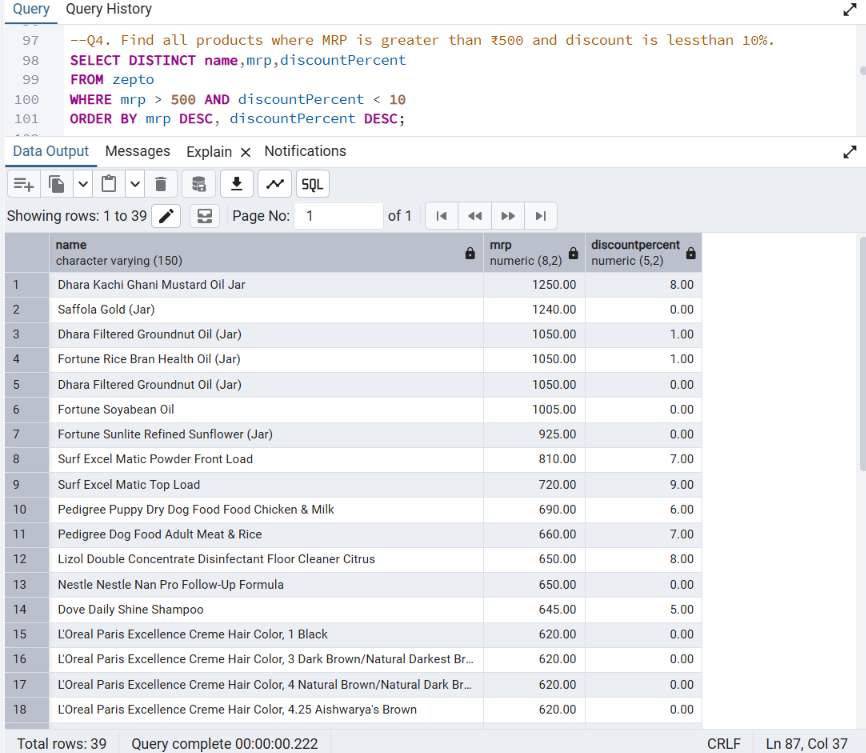 Query Query History
97 --Q4. Find all products where MRP is greater than ₹500 and discount is lessthan 10%.
98 SELECT DISTINCT name,mrp,discountPercent
99 FROM zepto
100 WHERE mrp > 500 AND discountPercent < 10
101 ORDER BY mrp DESC, discountPercent DESC;
Data Output Messages Explain × Notifications
SQL
Showing rows: 1 to 39 Page No: 1 of 1
name mrp discountpercent
character varying (150) numeric (8,2) numeric (5,2)
1 Dhara Kachi Ghani Mustard Oil Jar 1250.00 8.00
2 Saffola Gold (Jar) 1240.00 0.00
3 Dhara Filtered Groundnut Oil (Jar) 1050.00 1.00
4 Fortune Rice Bran Health Oil (Jar) 1050.00 1.00
5 Dhara Filtered Groundnut Oil (Jar) 1050.00 0.00
6 Fortune Soyabean Oil 1005.00 0.00
7 Fortune Sunlite Refined Sunflower (Jar) 925.00 0.00
8 Surf Excel Matic Powder Front Load 810.00 7.00
9 Surf Excel Matic Top Load 720.00 9.00
10 Pedigree Puppy Dry Dog Food Food Chicken & Milk 690.00 6.00
11 Pedigree Dog Food Adult Meat & Rice 660.00 7.00
12 Lizol Double Concentrate Disinfectant Floor Cleaner Citrus 650.00 8.00
13 Nestle Nestle Nan Pro Follow-Up Formula 650.00 0.00
14 Dove Daily Shine Shampoo 645.00 5.00
15 L'Oreal Paris Excellence Creme Hair Color, 1 Black 620.00 0.00
16 L'Oreal Paris Excellence Creme Hair Color, 3 Dark Brown/Natural Darkest Br... 620.00 0.00
17 L'Oreal Paris Excellence Creme Hair Color, 4 Natural Brown/Natural Dark Br... 620.00 0.00
18 L'Oreal Paris Excellence Creme Hair Color, 4.25 Aishwarya's Brown 620.00 0.00
Total rows: 39 Query complete 00:00:00.222 CRLF Ln 87, Col 37